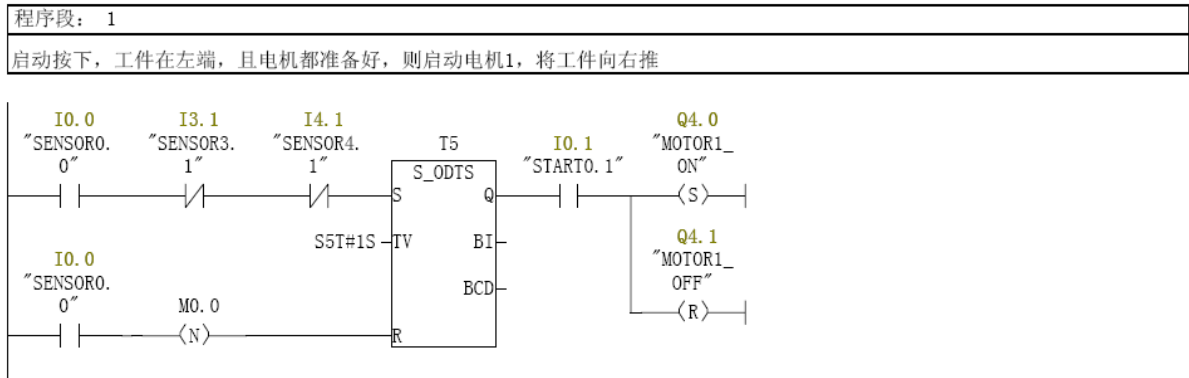 程序段: 1
启动按下，工件在左端，且电机都准备好，则启动电机1，将工件向右推
I0.0 I3.1 I4.1 Q4.0
"SENSOR0. "SENSOR3. "SENSOR4. T5 I0.1 "MOTOR1_
0" 1" 1" S_ODTS "START0.1" ON"
S Q (S)
S5T#1S TV BI Q4.1
I0.0 "MOTOR1_
"SENSOR0. BCD OFF"
0" M0.0 (R)
(N) R